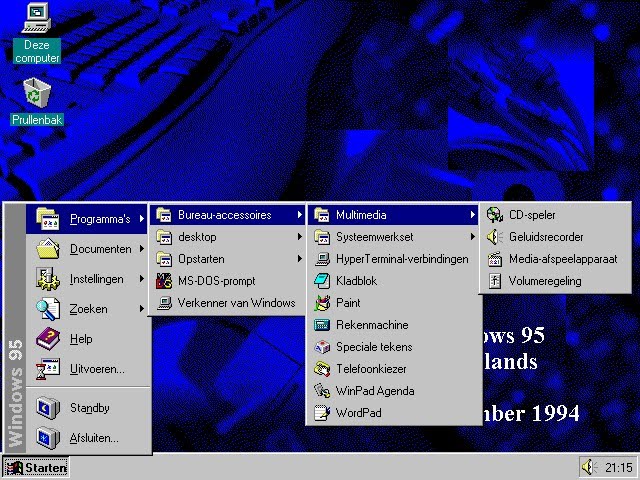 Deze
computer
Prullenbak
Windows 95
Programma's
Documenten
Instellingen
Zoeken
Help
Uitvoeren...
Standby
Afsluiten...
Bureau-accessoires
desktop
Opstarten
MS-DOS-prompt
Verkenner van Windows
Multimedia
Systeemwerkset
HyperTerminal-verbindingen
Kladblok
Paint
Rekenmachine
Speciale tekens
Telefoonkiezer
WinPad Agenda
WordPad
CD-speler
Geluidsrecorder
Media-afspeelapparaat
Volumeregeling
ows 95
lands
mber 1994
Starten
21:15